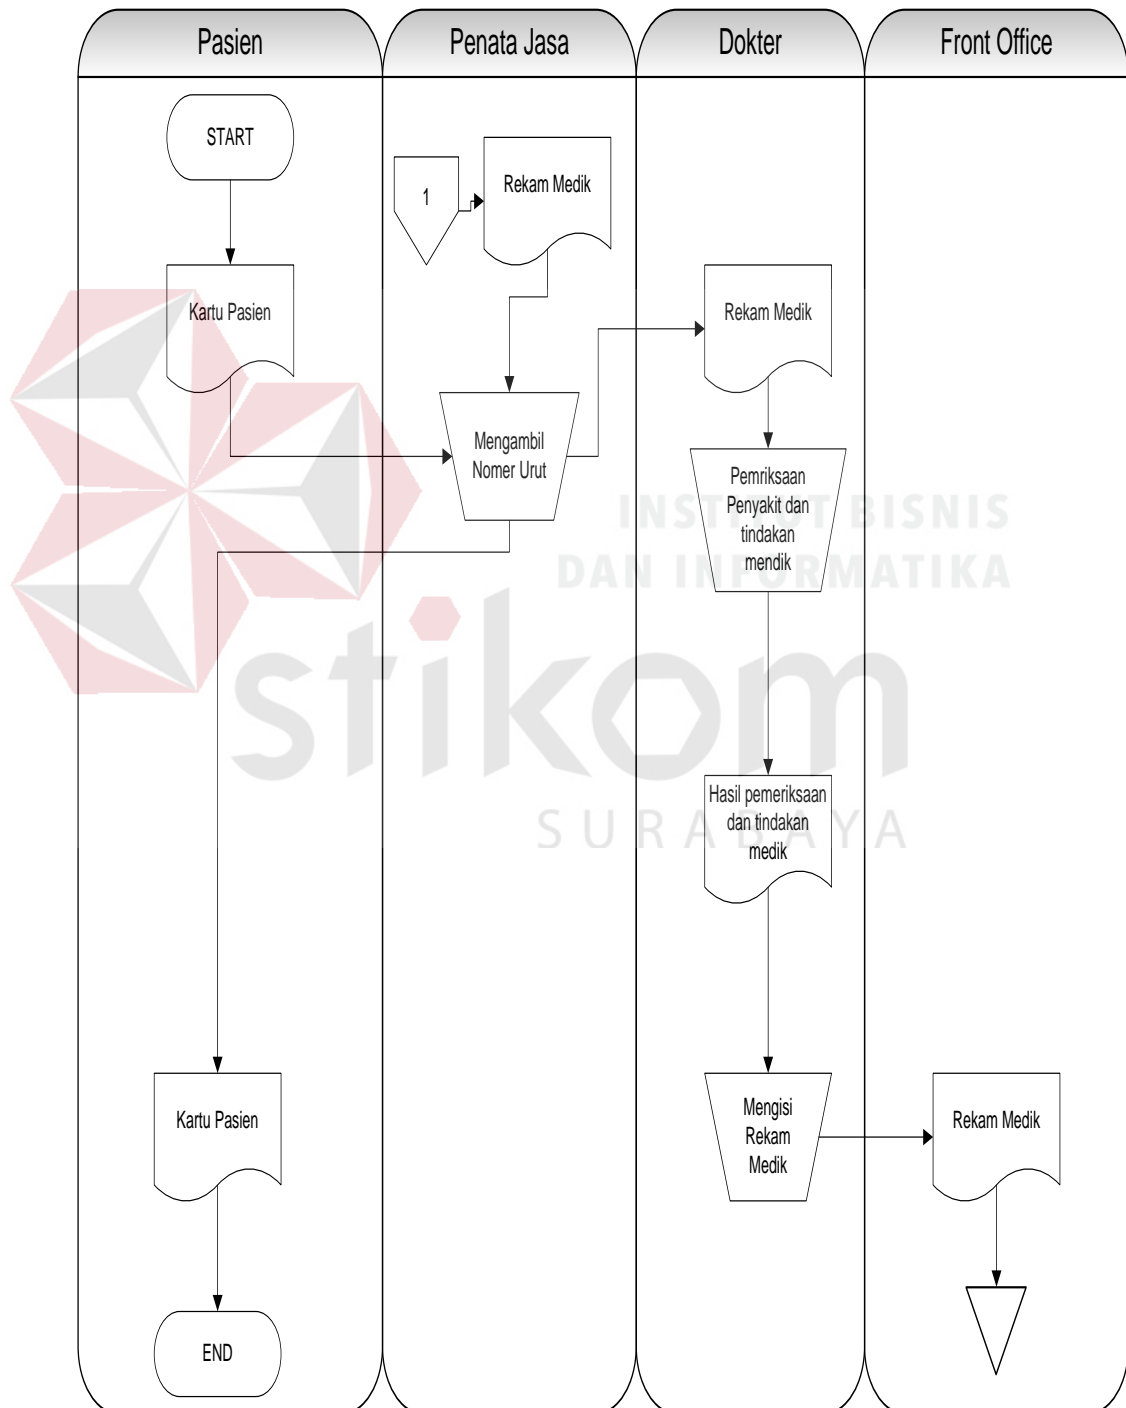 Pasien
Penata Jasa
Dokter
Front Office
START
1
Rekam Medik
Kartu Pasien
Rekam Medik
Mengambil
Nomer Urut
Pemriksaan
Penyakit dan
tindakan
mendik
INSTITUT BISNIS
DAN INFORMATIKA
stikom
SURABAYA
Hasil pemeriksaan
dan tindakan
medik
Kartu Pasien
Mengisi
Rekam
Medik
Rekam Medik
END